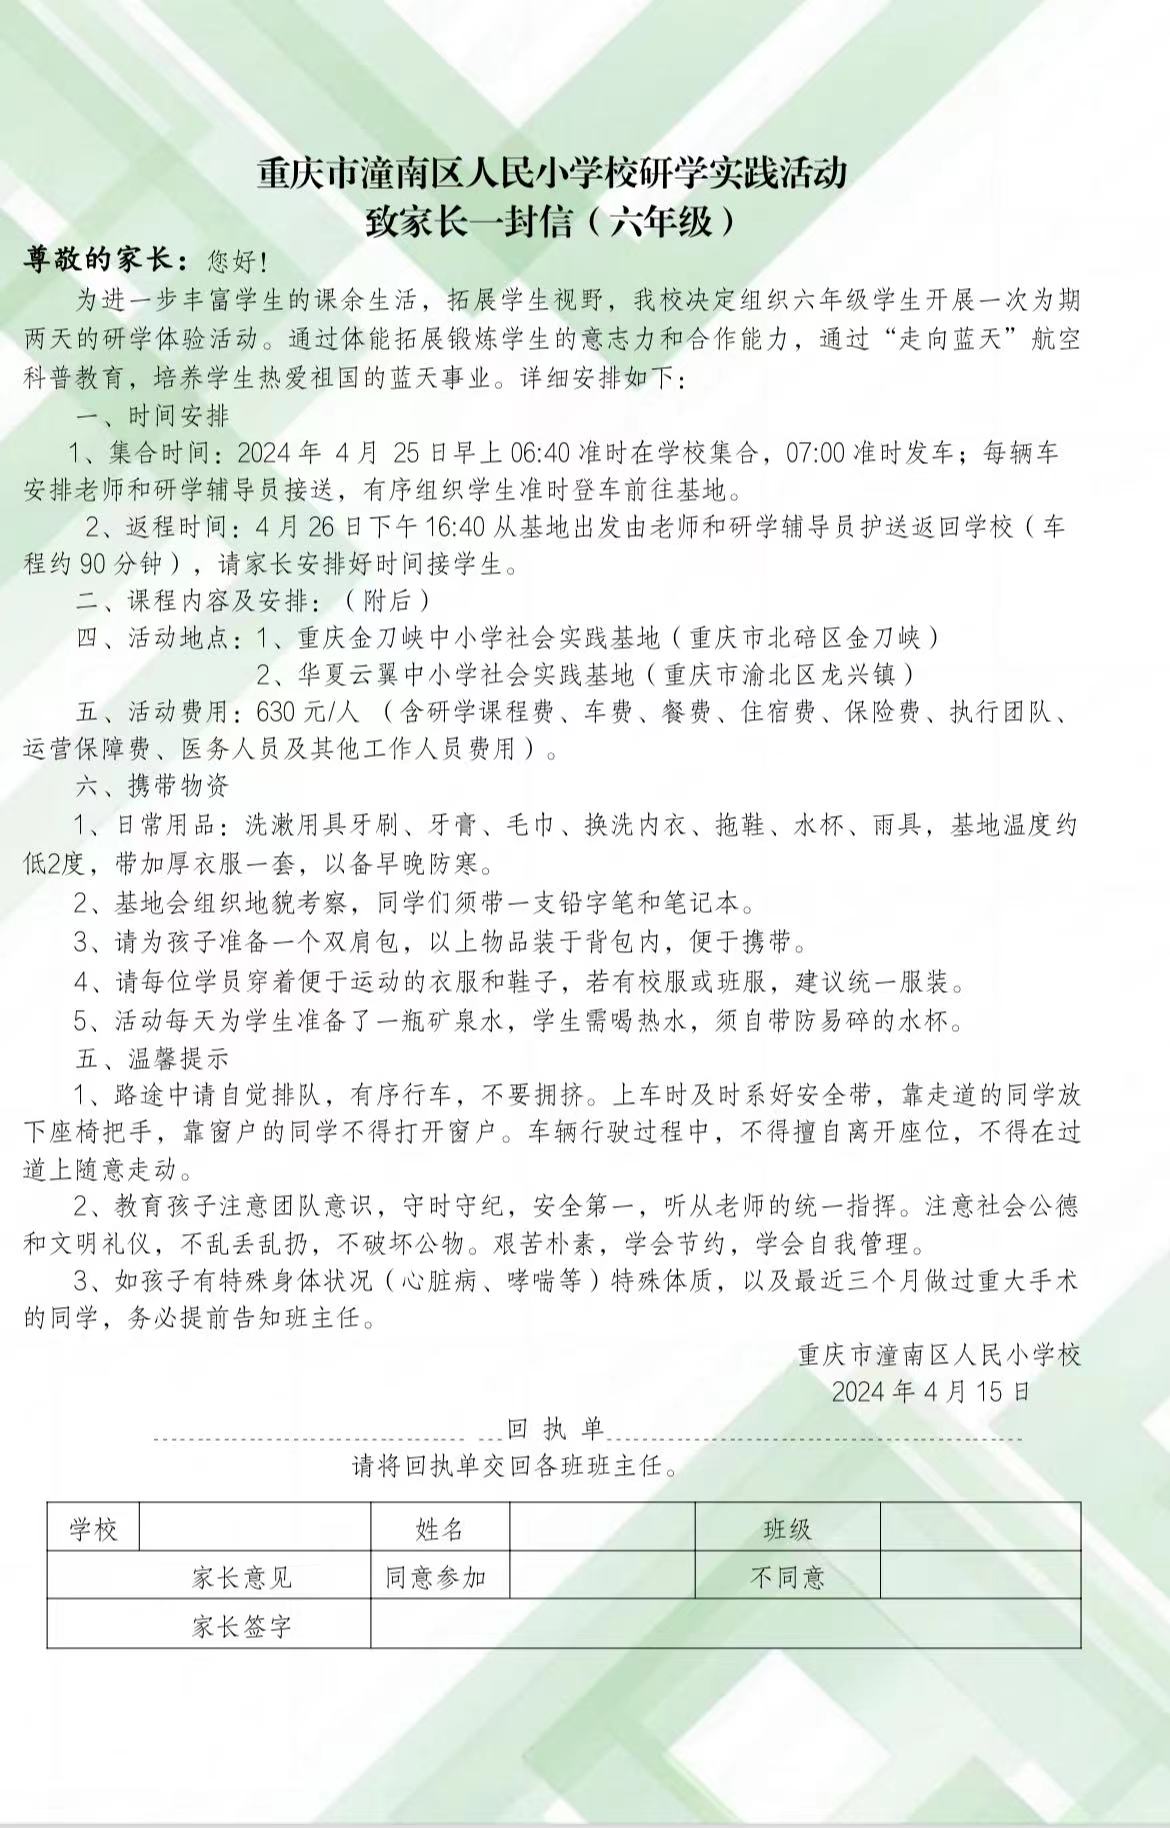 重庆市潼南区人民小学校研学实践活动
致家长一封信（六年级）
尊敬的家长：您好！
为进一步丰富学生的课余生活，拓展学生视野，我校决定组织六年级学生开展一次为期
两天的研学体验活动。通过体能拓展锻炼学生的意志力和合作能力，通过“走向蓝天”航空
科普教育，培养学生热爱祖国的蓝天事业。详细安排如下：
一、时间安排
1、集合时间：2024年 4月 25日早上06:40准时在学校集合，07:00准时发车；每辆车
安排老师和研学辅导员接送，有序组织学生准时登车前往基地。
2、返程时间：4月26日下午16:40从基地出发由老师和研学辅导员护送返回学校（车
程约90分钟），请家长安排好时间接学生。
二、课程内容及安排：（附后）
四、活动地点：1、重庆金刀峡中小学社会实践基地（重庆市北碚区金刀峡）
2、华夏云翼中小学社会实践基地（重庆市渝北区龙兴镇）
五、活动费用：630元/人 （含研学课程费、车费、餐费、住宿费、保险费、执行团队、
运营保障费、医务人员及其他工作人员费用）。
六、携带物资
1、日常用品：洗漱用具牙刷、牙膏、毛巾、换洗内衣、拖鞋、水杯、雨具，基地温度约
低2度，带加厚衣服一套，以备早晚防寒。
2、基地会组织地貌考察，同学们须带一支铅字笔和笔记本。
3、请为孩子准备一个双肩包，以上物品装于背包内，便于携带。
4、请每位学员穿着便于运动的衣服和鞋子，若有校服或班服，建议统一服装。
5、活动每天为学生准备了一瓶矿泉水，学生需喝热水，须自带防易碎的水杯。
五、温馨提示
1、路途中请自觉排队，有序行车，不要拥挤。上车时及时系好安全带，靠走道的同学放
下座椅把手，靠窗户的同学不得打开窗户。车辆行驶过程中，不得擅自离开座位，不得在过
道上随意走动。
2、教育孩子注意团队意识，守时守纪，安全第一，听从老师的统一指挥。注意社会公德
和文明礼仪，不乱丢乱扔，不破坏公物。艰苦朴素，学会节约，学会自我管理。
3、如孩子有特殊身体状况（心脏病、哮喘等）特殊体质，以及最近三个月做过重大手术
的同学，务必提前告知班主任。
重庆市潼南区人民小学校
2024年4月15日
回 执 单
请将回执单交回各班班主任。
学校 姓名 班级
家长意见 同意参加 不同意
家长签字